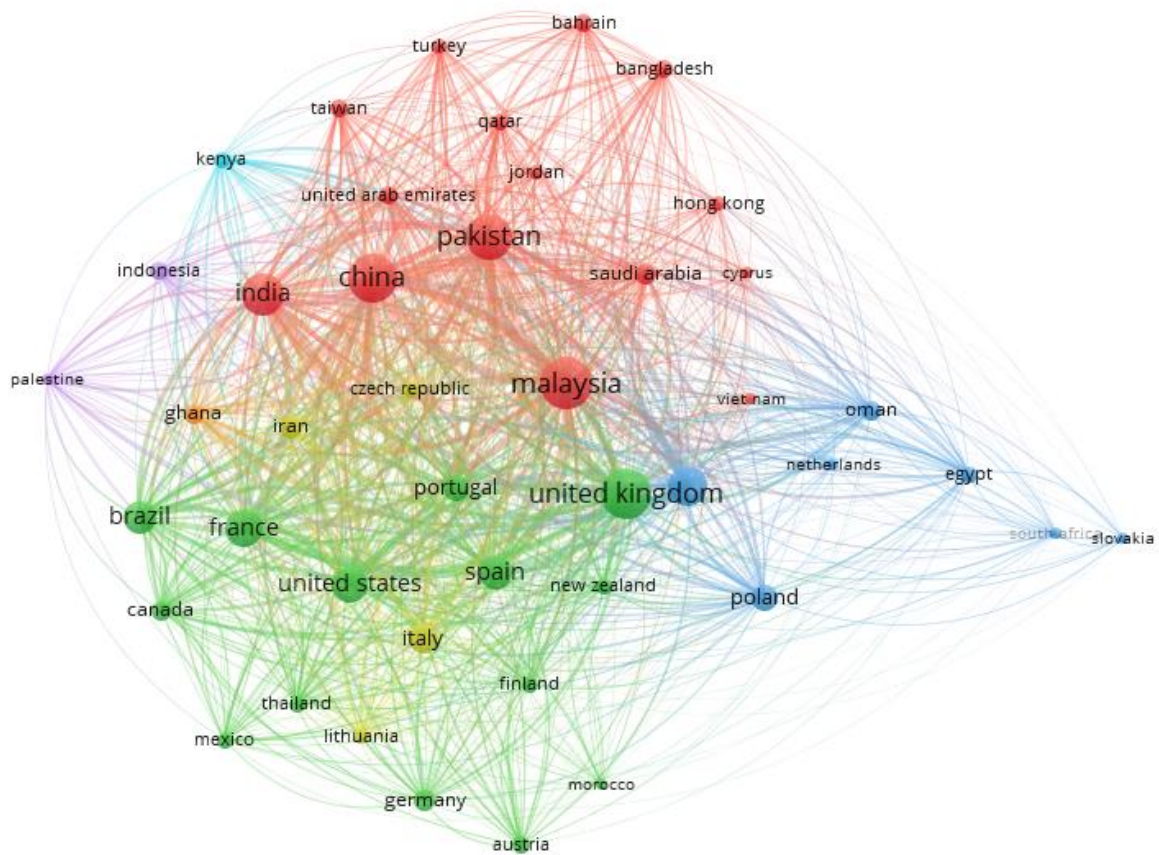 bahrain
turkey
bangladesh
taiwan
qatar
kenya
jordan
united arab emirates
hong kong
pakistan
indonesia
china
saudi arabia
cyprus
india
palestine
malaysia
czech republic
viet nam
ghana
iran
oman
netherlands
egypt
portugal
united kingdom
brazil
france
south africa
slovakia
spain
united states
new zealand
poland
canada
italy
finland
thailand
mexico
lithuania
morocco
germany
austria